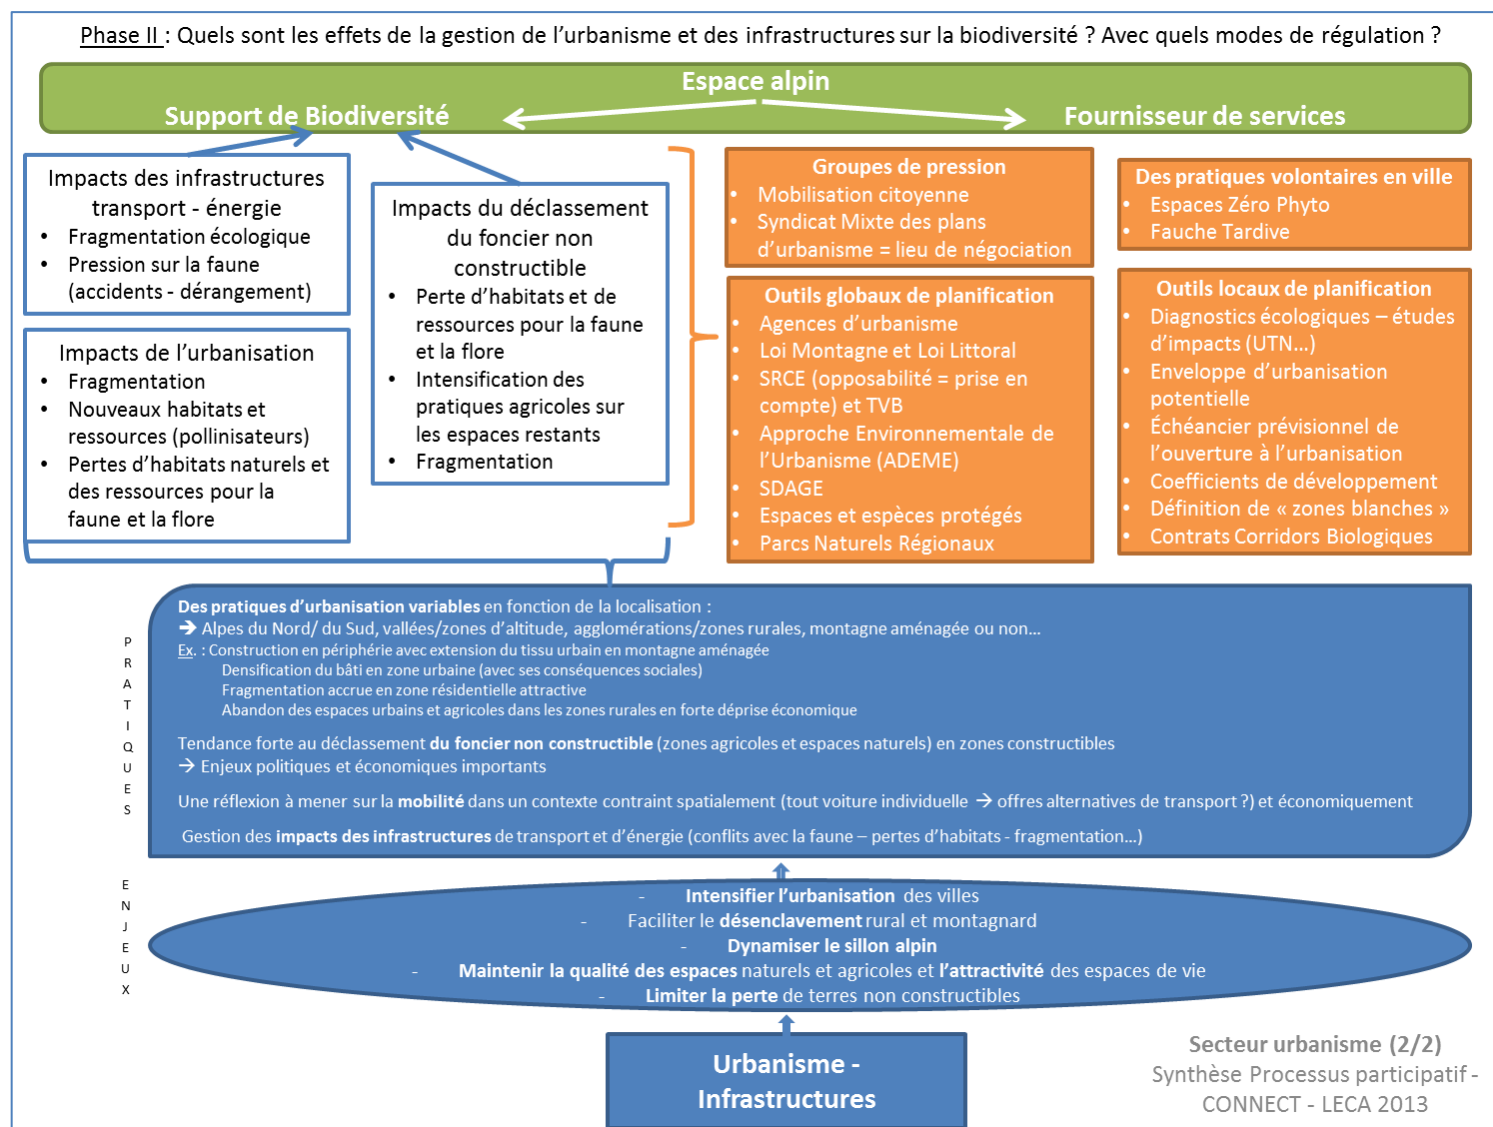 Phase II : Quels sont les effets de la gestion de l’urbanisme et des infrastructures sur la biodiversité ? Avec quels modes de régulation ?
Espace alpin
Support de Biodiversité
Fournisseur de services
Impacts des infrastructures
transport - énergie
• Fragmentation écologique
• Pression sur la faune
(accidents - dérangement)
Impacts de l’urbanisation
• Fragmentation
• Nouveaux habitats et
ressources (pollinisateurs)
• Pertes d’habitats naturels et
des ressources pour la
faune et la flore
Impacts du déclassement
du foncier non
constructible
• Perte d’habitats et de
ressources pour la faune
et la flore
• Intensification des
pratiques agricoles sur
les espaces restants
• Fragmentation
Groupes de pression
• Mobilisation citoyenne
• Syndicat Mixte des plans
d’urbanisme = lieu de négociation
Outils globaux de planification
• Agences d’urbanisme
• Loi Montagne et Loi Littoral
• SRCE (opposabilité = prise en
compte) et TVB
• Approche Environnementale de
l’Urbanisme (ADEME)
• SDAGE
• Espaces et espèces protégés
• Parcs Naturels Régionaux
Des pratiques volontaires en ville
• Espaces Zéro Phyto
• Fauche Tardive
Outils locaux de planification
• Diagnostics écologiques – études
d’impacts (UTN...)
• Enveloppe d’urbanisation
potentielle
• Échéancier prévisionnel de
l’ouverture à l’urbanisation
• Coefficients de développement
• Définition de « zones blanches »
• Contrats Corridors Biologiques
PRATIQUES
Des pratiques d’urbanisation variables en fonction de la localisation :
➔ Alpes du Nord/ du Sud, vallées/zones d’altitude, agglomérations/zones rurales, montagne aménagée ou non...
Ex. : Construction en périphérie avec extension du tissu urbain en montagne aménagée
Densification du bâti en zone urbaine (avec ses conséquences sociales)
Fragmentation accrue en zone résidentielle attractive
Abandon des espaces urbains et agricoles dans les zones rurales en forte déprise économique
Tendance forte au déclassement du foncier non constructible (zones agricoles et espaces naturels) en zones constructibles
→ Enjeux politiques et économiques importants
Une réflexion à mener sur la mobilité dans un contexte contraint spatialement (tout voiture individuelle → offres alternatives de transport ?) et économiquement
Gestion des impacts des infrastructures de transport et d’énergie (conflits avec la faune – pertes d’habitats - fragmentation...)
ENJEUX
- Intensifier l’urbanisation des villes
- Faciliter le désenclavement rural et montagnard
- Dynamiser le sillon alpin
- Maintenir la qualité des espaces naturels et agricoles et l’attractivité des espaces de vie
- Limiter la perte de terres non constructibles
Urbanisme -
Infrastructures
Secteur urbanisme (2/2)
Synthèse Processus participatif -
CONNECT - LECA 2013